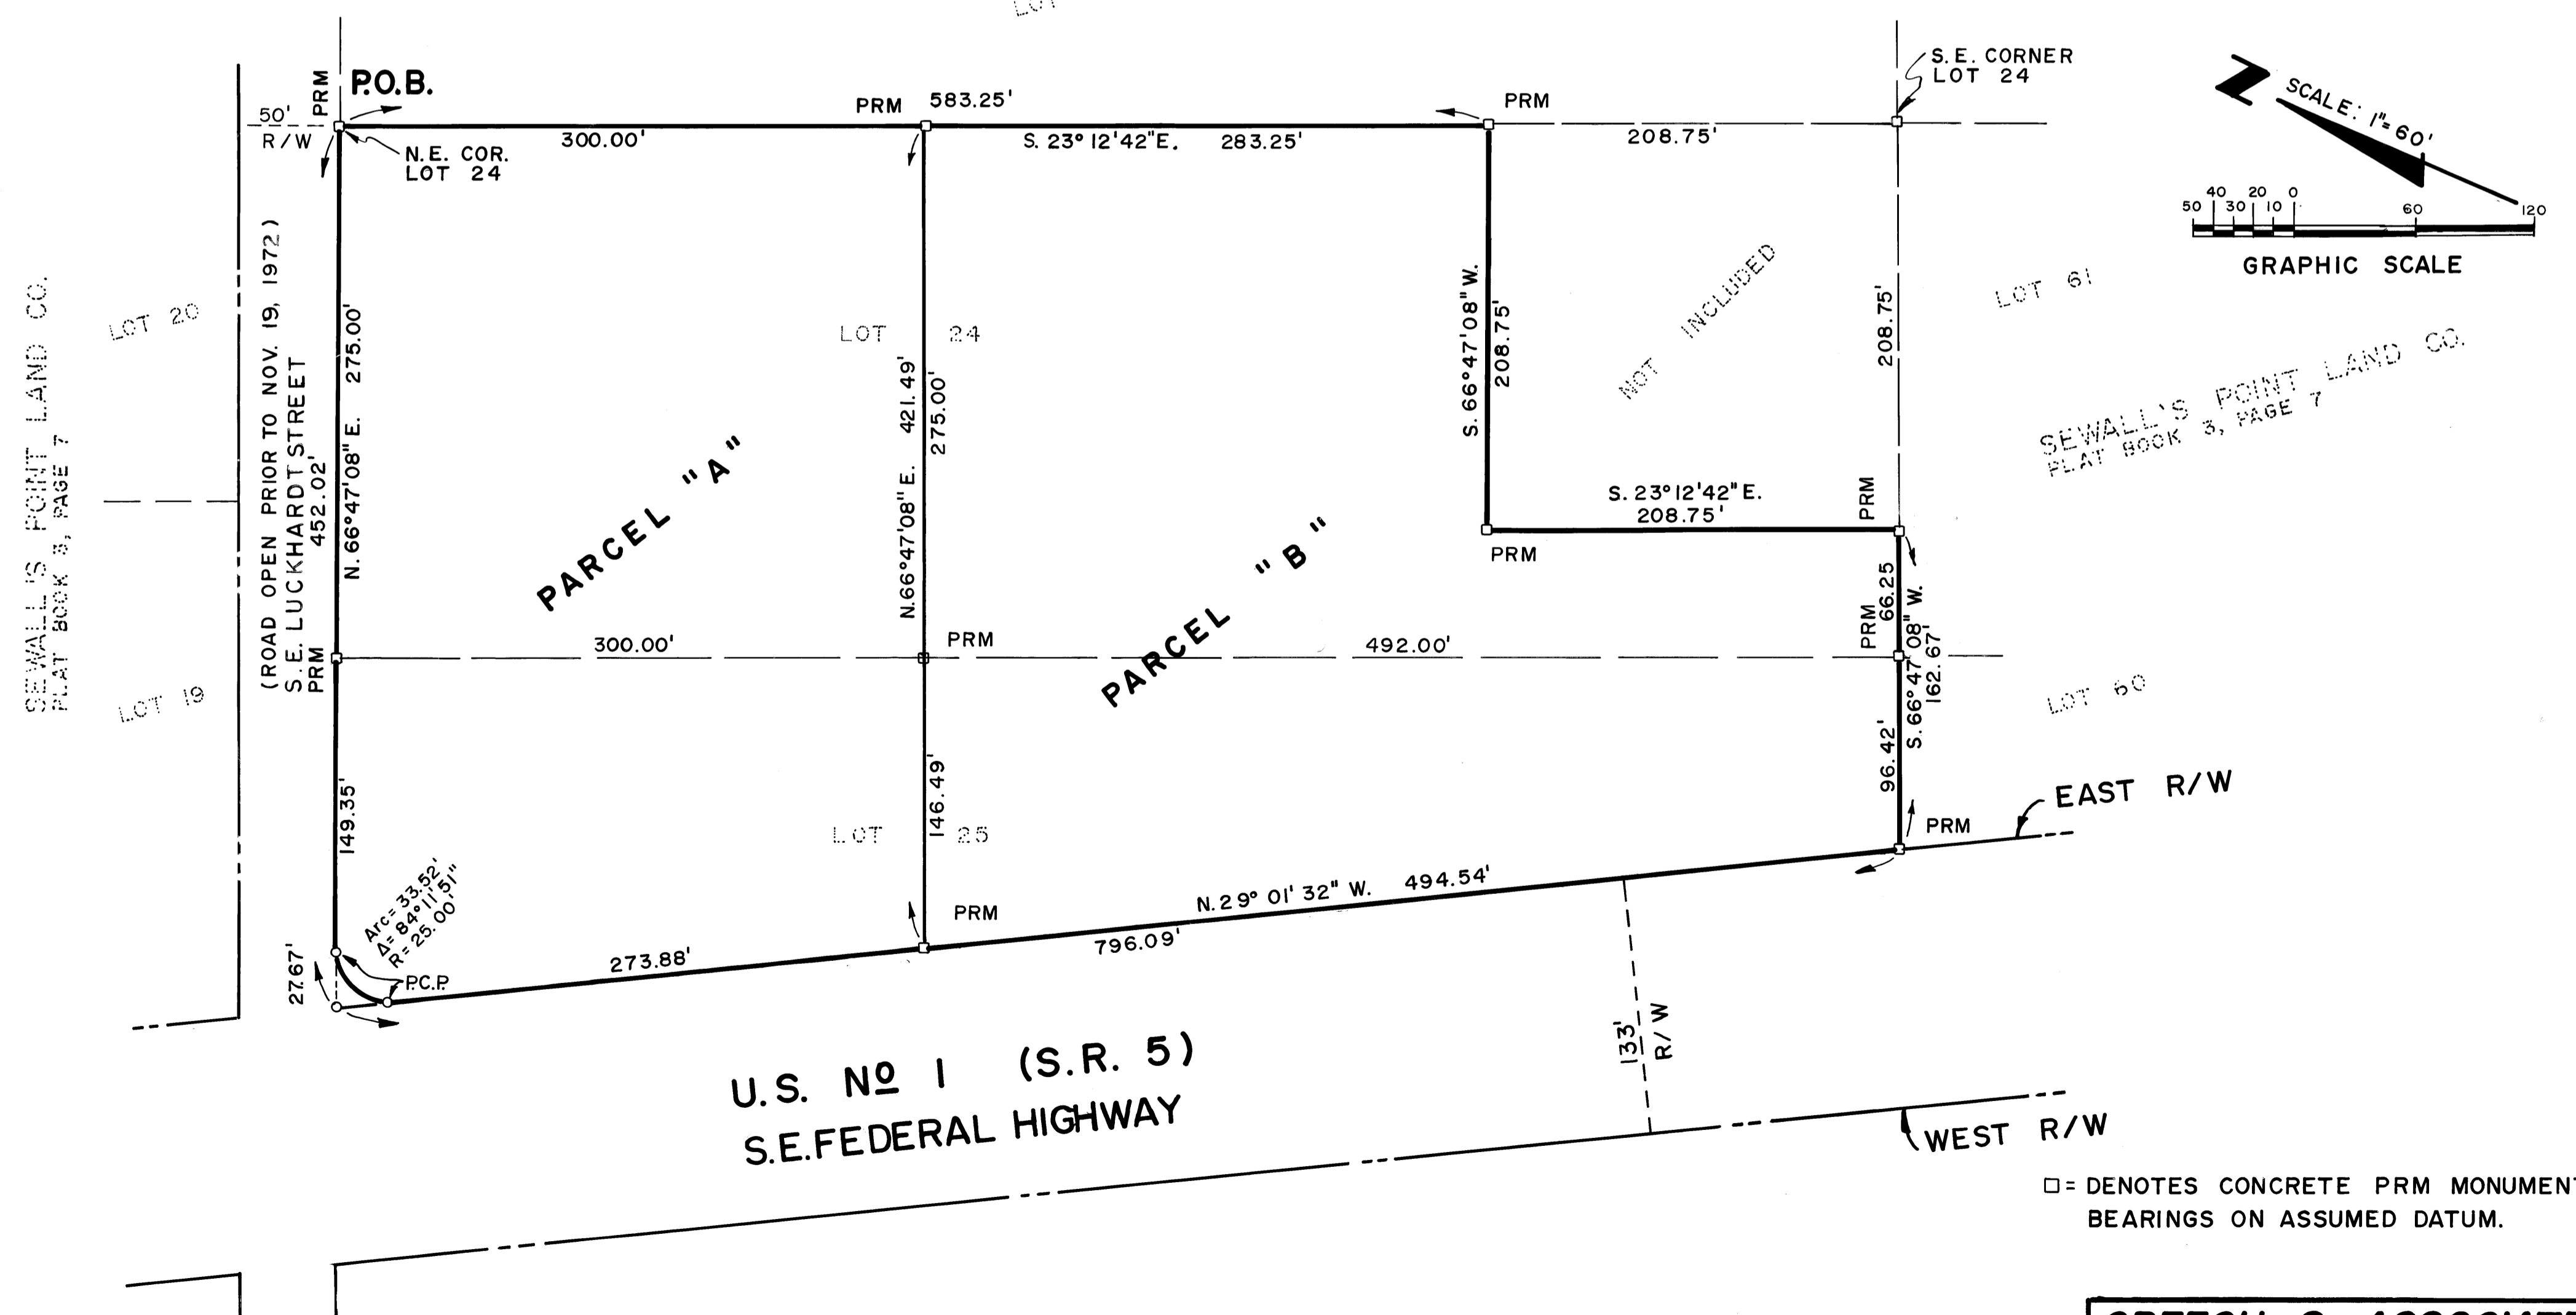 P.O.B.
PRM
50'
R/W
N.E. COR.
LOT 24
300.00'
PRM
583.25'
S. 23° 12' 42" E. 283.25'
PRM
208.75'
S.E. CORNER
LOT 24
SCALE: 1"= 60'
50 40 30 20 10 0 60 120
GRAPHIC SCALE
SEWALL'S POINT LAND CO.
PLAT BOOK 3, PAGE 7
LOT 20
LOT 19
(ROAD OPEN PRIOR TO NOV. 19, 1972)
S.E. LUCKHARDT STREET
452.02'
PRM
N. 66° 47' 08" E. 275.00'
LOT 24
N. 66° 47' 08" E. 421.49'
275.00'
PARCEL "A"
PARCEL "B"
S. 66° 47' 08" W.
208.75'
NOT INCLUDED
208.75'
LOT 61
SEWALL'S POINT LAND CO.
PLAT BOOK 3, PAGE 7
S. 23° 12' 42" E.
208.75'
PRM
PRM
300.00'
PRM
492.00'
PRM
66.25
S. 66° 47' 08" W.
162.67'
96.42'
LOT 60
149.35'
LOT 25
146.49'
EAST R/W
PRM
Arc = 33.52'
Δ = 84° 11' 51"
R = 25.00'
P.C.P.
27.67'
273.88'
PRM
N. 29° 01' 32" W. 494.54'
796.09'
133'
R/W
U.S. Nº 1 (S.R. 5)
S.E. FEDERAL HIGHWAY
WEST R/W
□ = DENOTES CONCRETE PRM MONUMENT
BEARINGS ON ASSUMED DATUM.